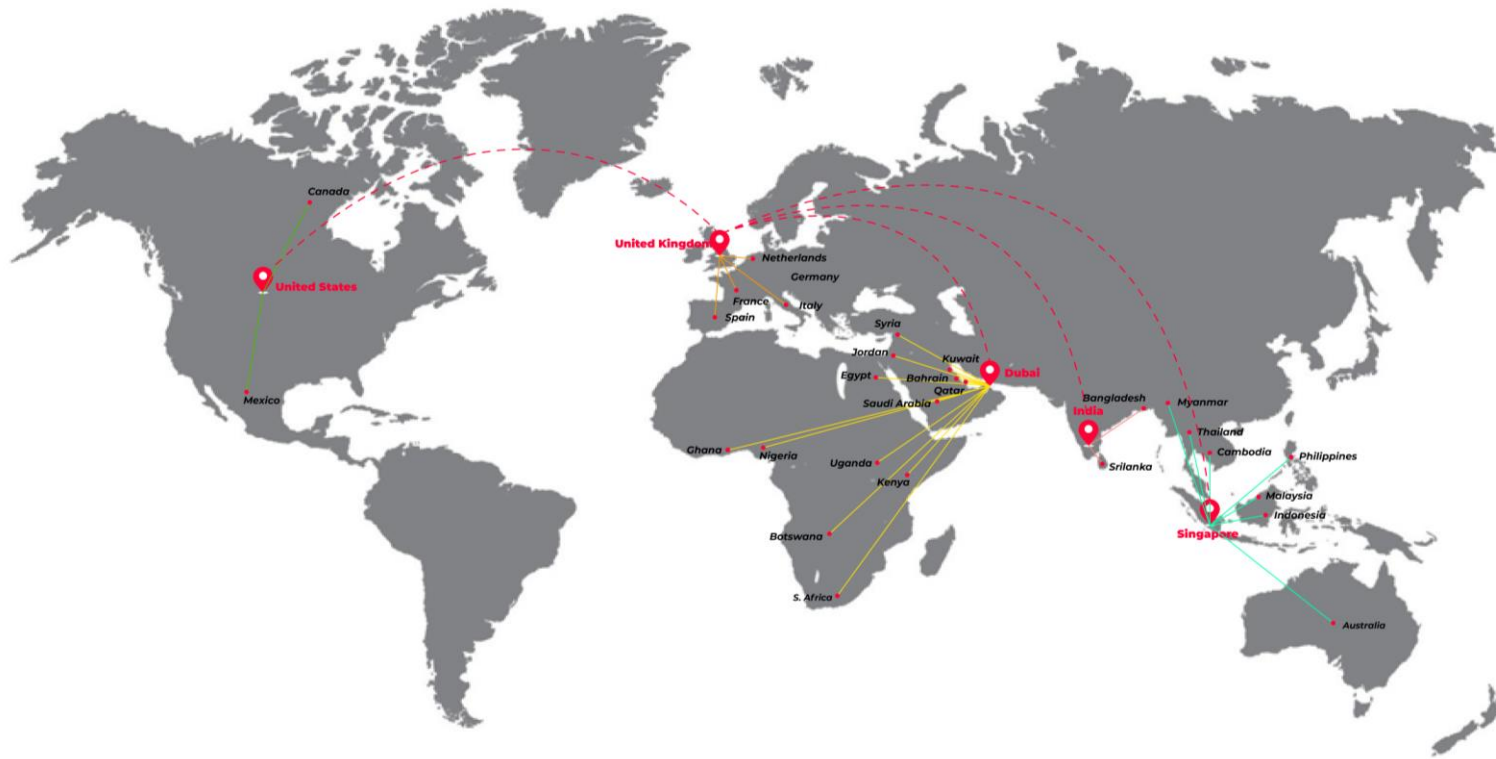 Canada
United States
Mexico
United Kingdom
Netherlands
Germany
France
Italy
Spain
Syria
Jordan
Kuwait
Egypt
Bahrain
Dubai
Qatar
Saudi Arabia
Ghana
Nigeria
Uganda
Kenya
Botswana
S. Africa
Bangladesh
India
Srilanka
Myanmar
Thailand
Cambodia
Philippines
Malaysia
Indonesia
Singapore
Australia